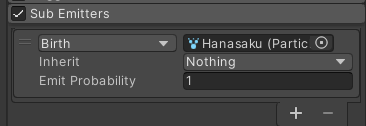 Sub Emitters
Birth Hanasaku (Partic
Inherit Nothing
Emit Probability 1